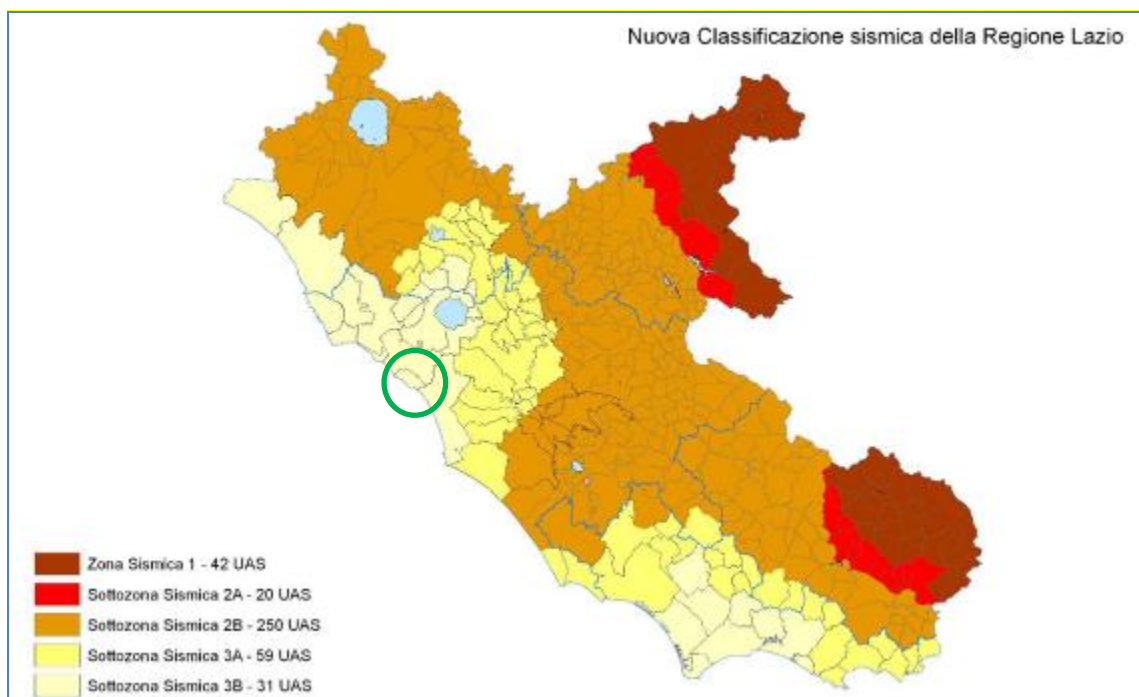 Nuova Classificazione sismica della Regione Lazio
Zona Sismica 1 - 42 UAS
Sottozona Sismica 2A - 20 UAS
Sottozona Sismica 2B - 250 UAS
Sottozona Sismica 3A - 59 UAS
Sottozona Sismica 3B - 31 UAS